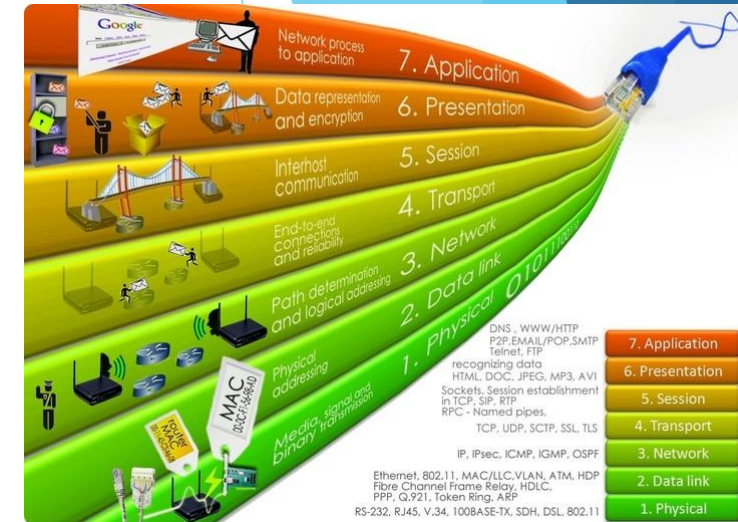 Google
Network process
to application
7. Application
Data representation
and encryption
6. Presentation
Interhost
communication
5. Session
End-to-end
connections
and reliability
4. Transport
Path determination
and logical addressing
3. Network
Physical
addressing
2. Data link
Media, signal and
binary transmission
1. Physical
MAC
router
MAC
DNS , WWW/HTTP
P2P,EMAIL/POP,SMTP
Telnet, FTP
7. Application
recognizing data
HTML, DOC, JPEG, MP3, AVI
6. Presentation
Sockets. Session establishment
in TCP, SIP, RTP
RPC - Named pipes,
5. Session
TCP, UDP, SCTP, SSL, TLS
4. Transport
IP, IPsec, ICMP, IGMP, OSPF
3. Network
Ethernet, 802.11, MAC/LLC,VLAN, ATM, HDP
Fibre Channel Frame Relay, HDLC,
PPP, Q.921, Token Ring, ARP
2. Data link
RS-232, RJ45, V.34, 100BASE-TX, SDH, DSL, 802.11
1. Physical